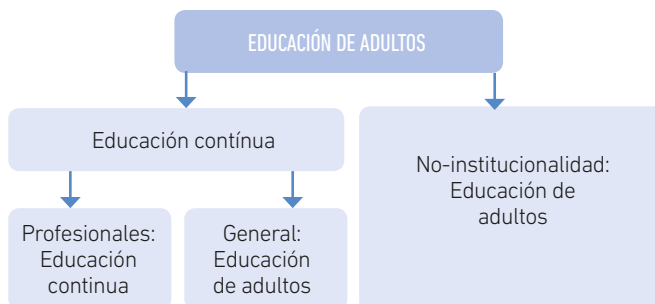 EDUCACIÓN DE ADULTOS
Educación contínua
No-institucionalidad:
Educación de
adultos
Profesionales:
Educación
continua
General:
Educación
de adultos